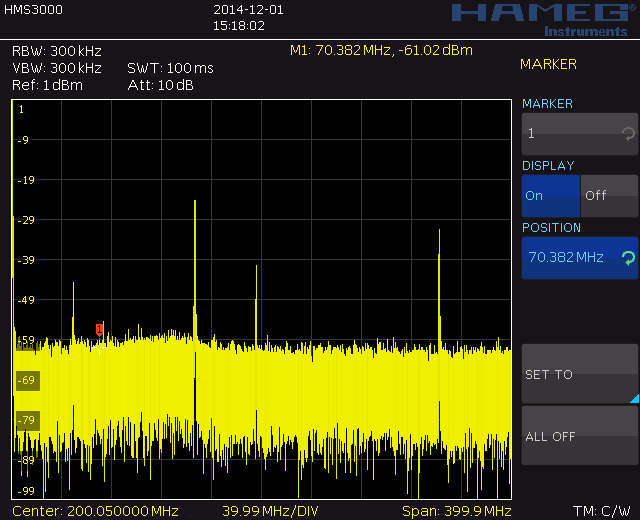 HMS3000
2014-12-01
15:18:02
HAMEG®
Instruments
RBW: 300 kHz
VBW: 300 kHz
SWT: 100 ms
Ref: 1 dBm
Att: 10 dB
M1: 70.382 MHz, -61.02 dBm
MARKER
MARKER
1
DISPLAY
On
Off
POSITION
70.382 MHz
SET TO
ALL OFF
1
-9
-19
-29
-39
-49
1
-59
-69
-79
-89
-99
Center: 200.050000 MHz
39.99 MHz/DIV
Span: 399.9 MHz
TM: C/W